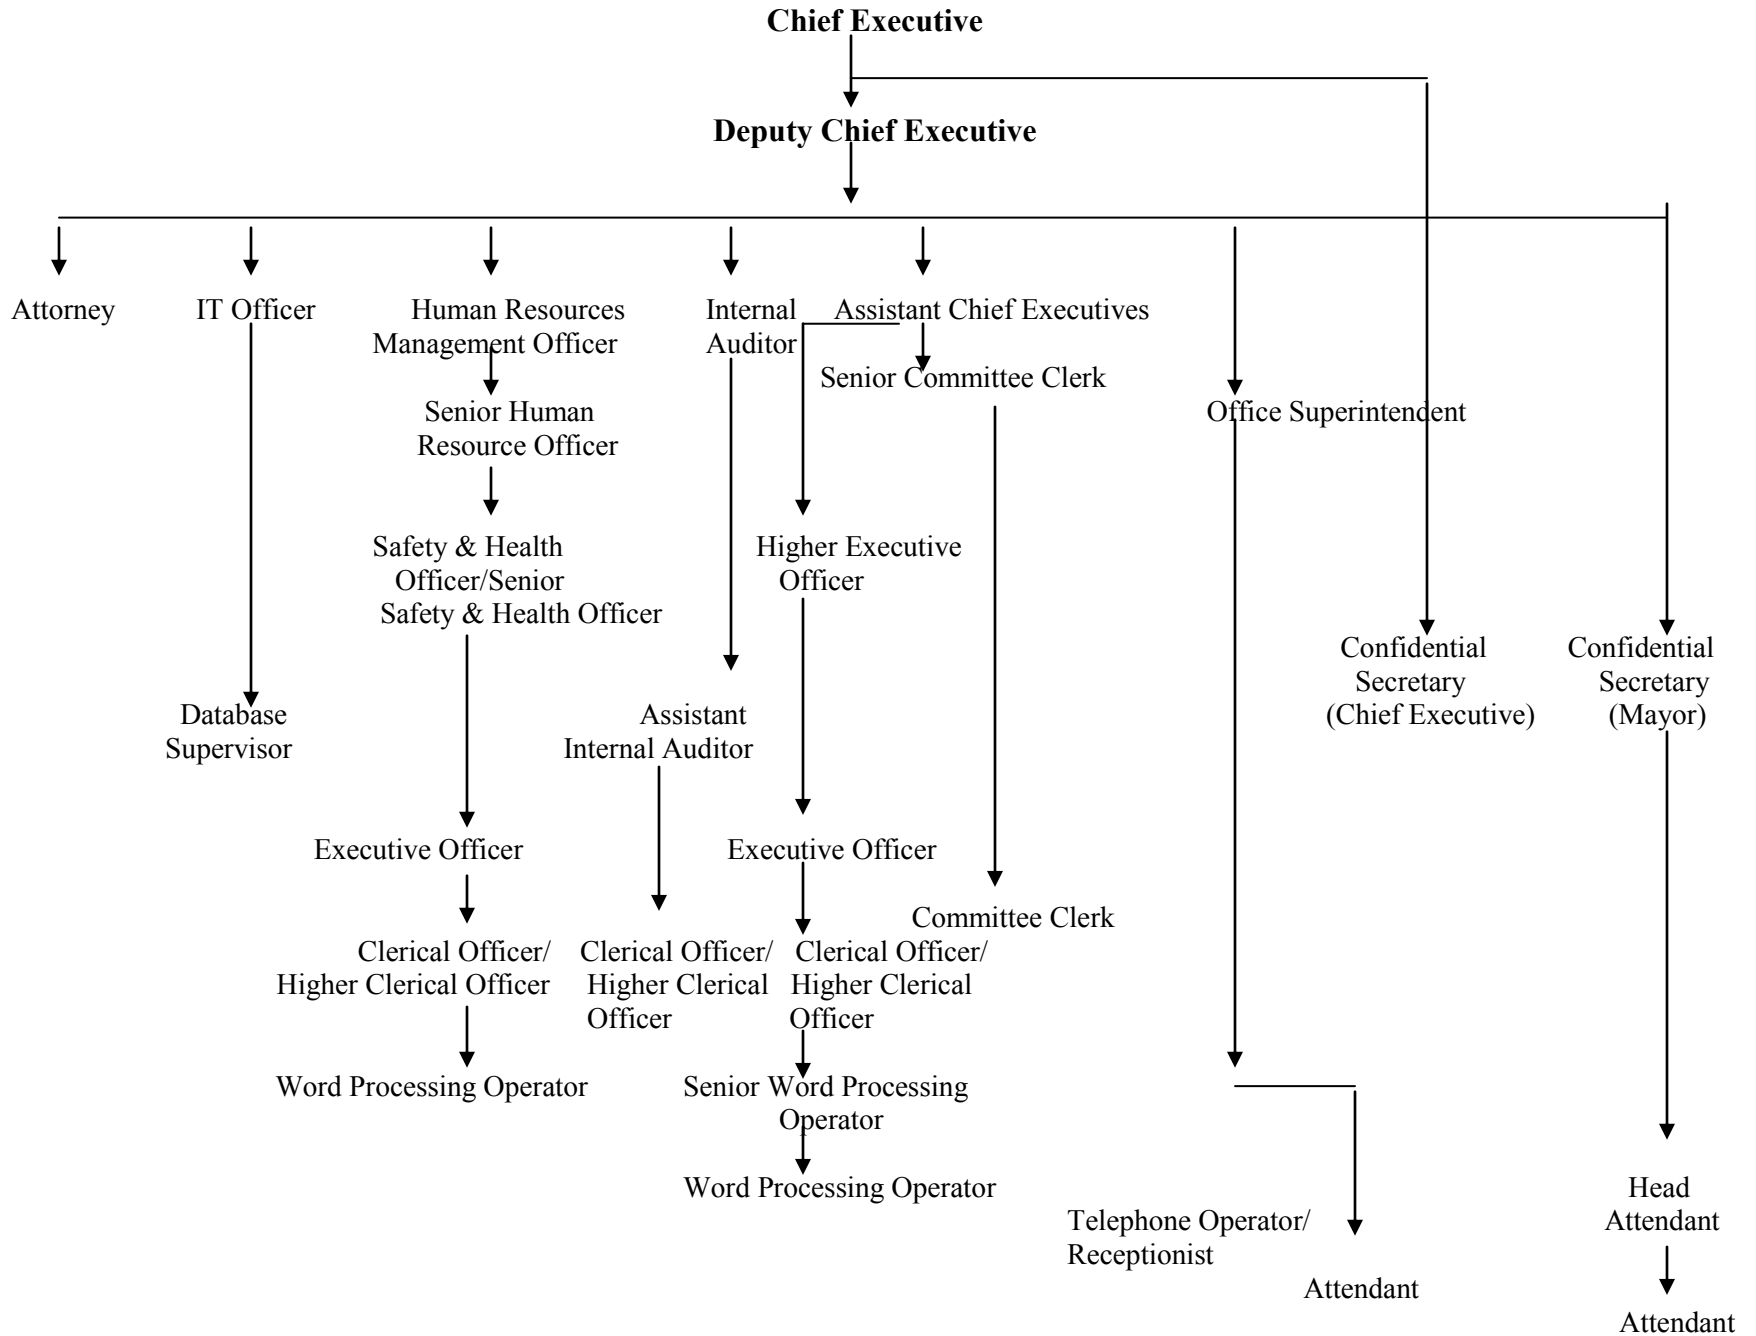 Chief Executive
Deputy Chief Executive
Attorney
IT Officer
Human Resources
Management Officer
Internal
Auditor
Assistant Chief Executives
Senior Committee Clerk
Senior Human
Resource Officer
Office Superintendent
Safety & Health
Officer/Senior
Safety & Health Officer
Higher Executive
Officer
Confidential
Secretary
(Chief Executive)
Confidential
Secretary
(Mayor)
Database
Supervisor
Assistant
Internal Auditor
Executive Officer
Executive Officer
Committee Clerk
Clerical Officer/
Higher Clerical Officer
Clerical Officer/
Higher Clerical
Officer
Clerical Officer/
Higher Clerical
Officer
Word Processing Operator
Senior Word Processing
Operator
Word Processing Operator
Telephone Operator/
Receptionist
Attendant
Head
Attendant
Attendant